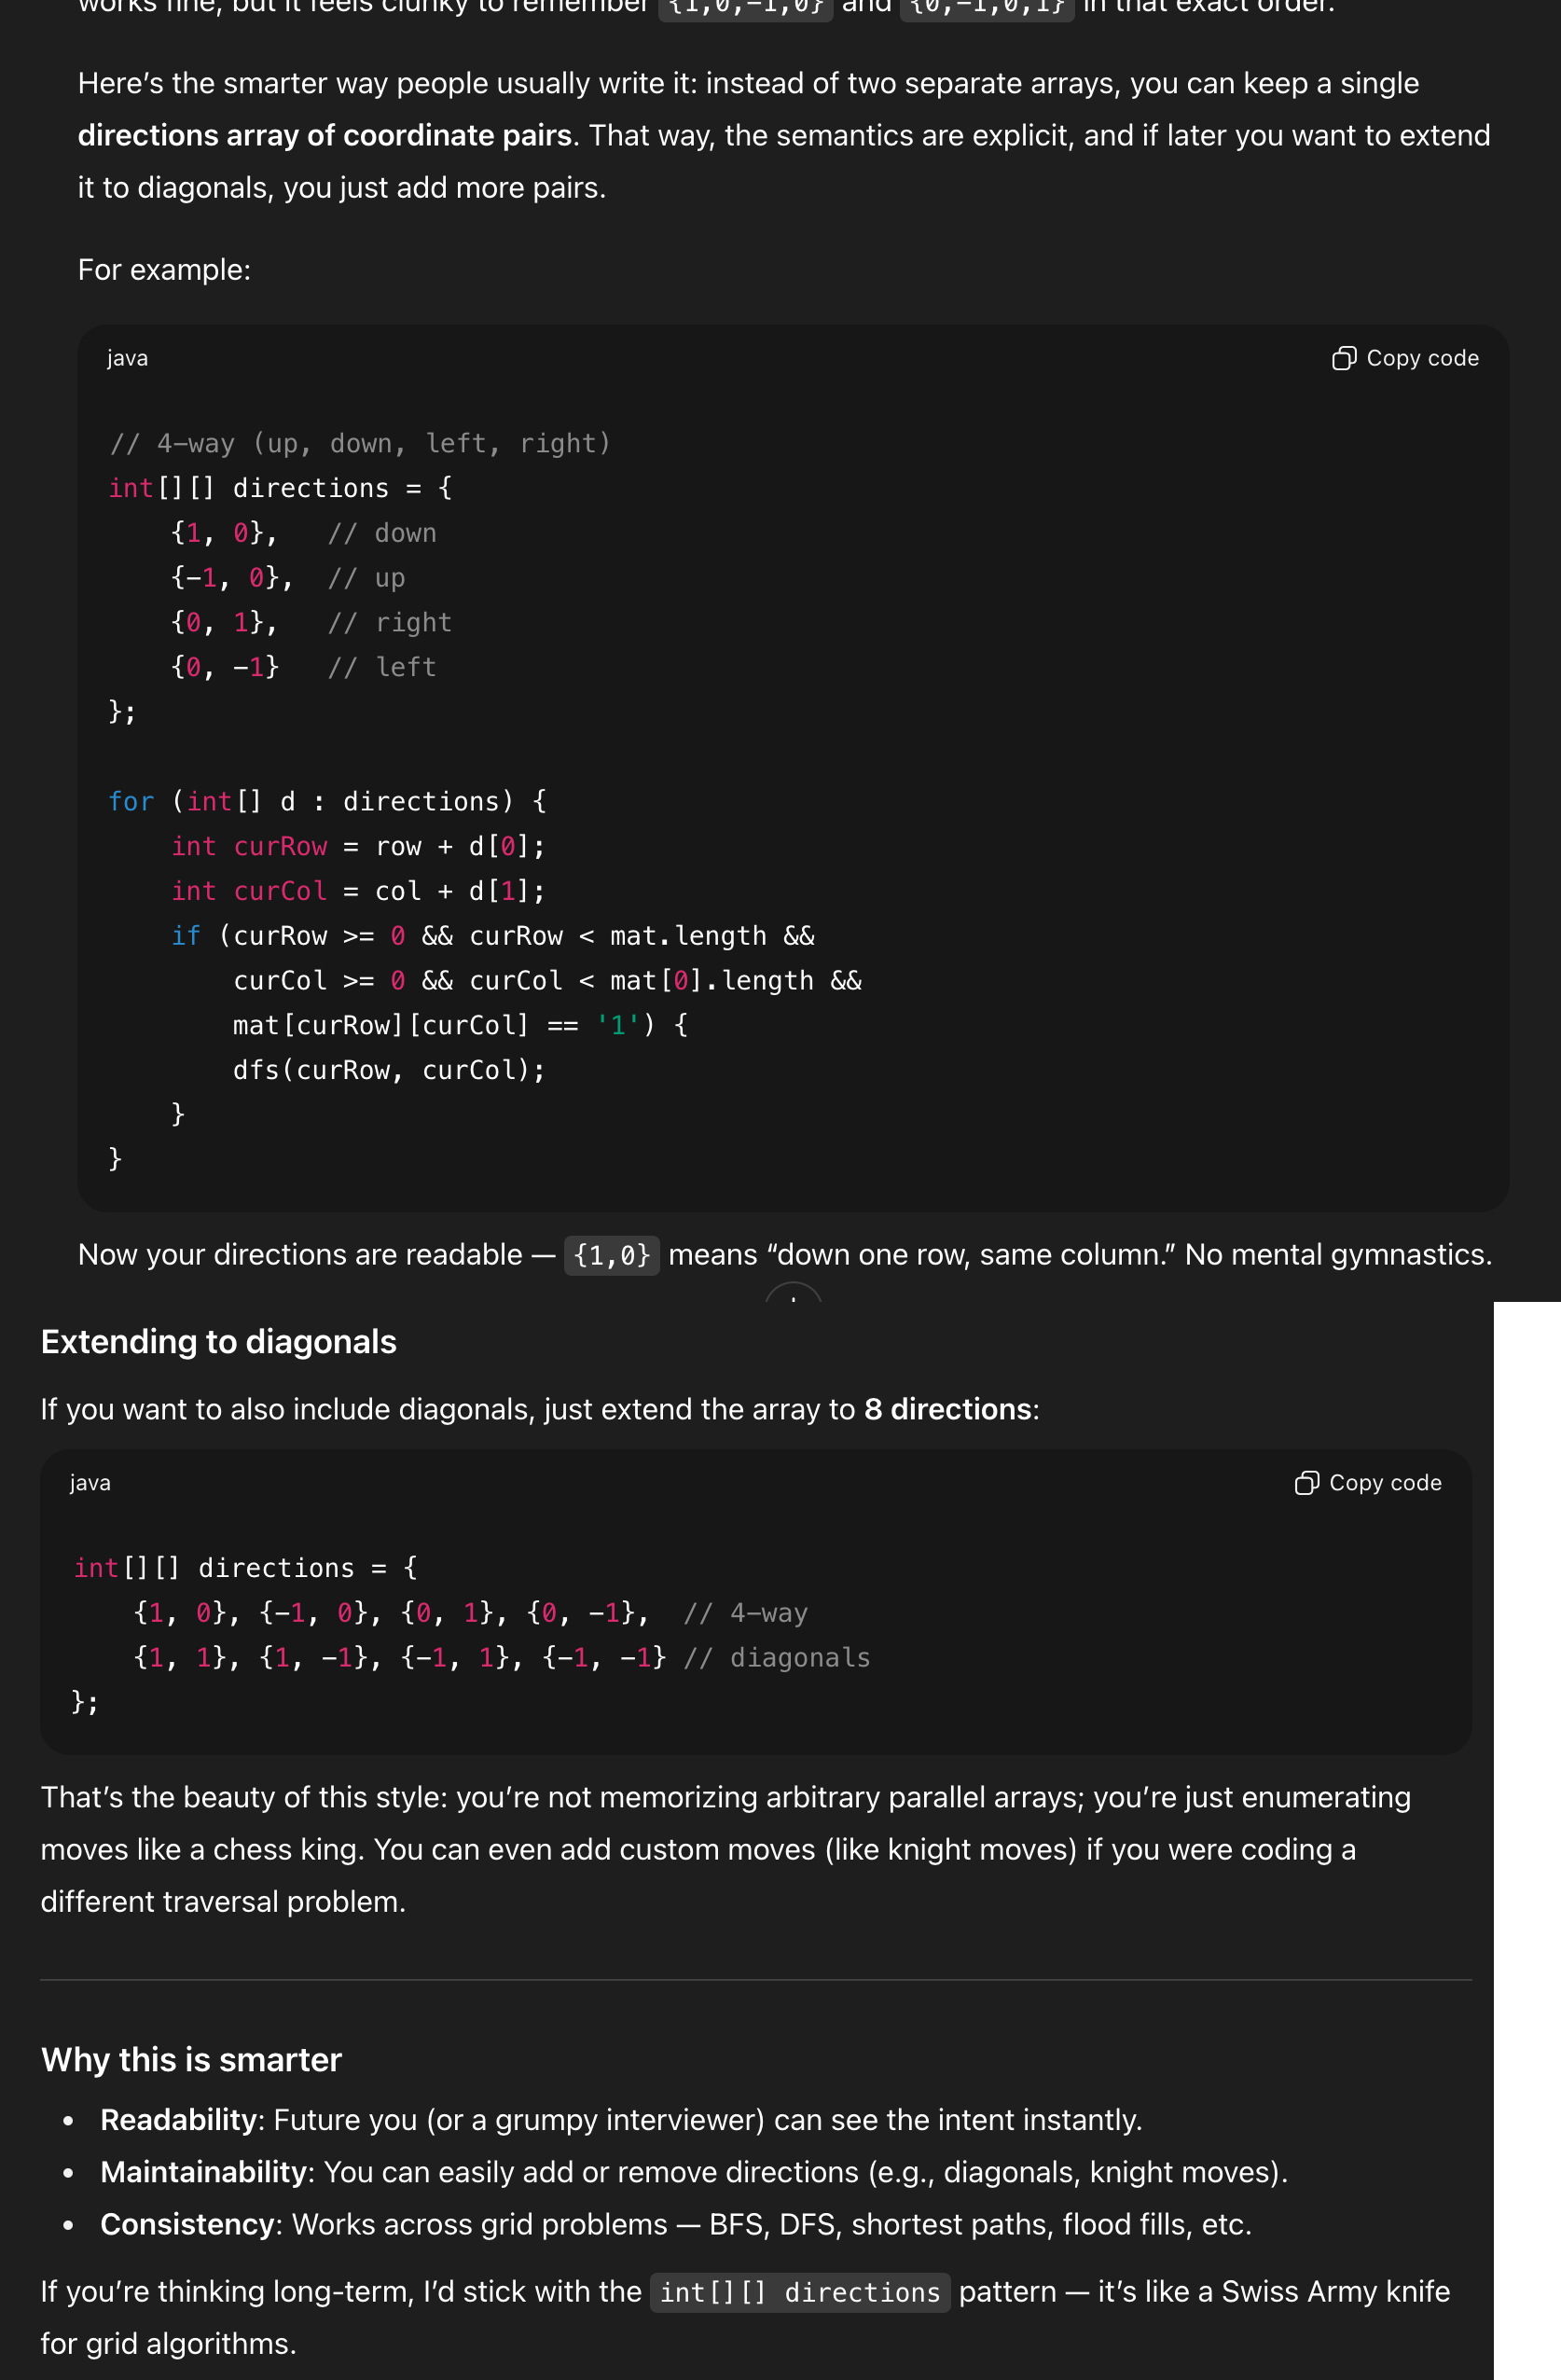 works fine, but it feels clunky to remember {1,0,−1,0} and {0,−1,0,1} in that exact order.
Here’s the smarter way people usually write it: instead of two separate arrays, you can keep a single
directions array of coordinate pairs. That way, the semantics are explicit, and if later you want to extend
it to diagonals, you just add more pairs.
For example:
java
Copy code
// 4-way (up, down, left, right)
int[][] directions = {
    {1, 0},   // down
    {-1, 0},  // up
    {0, 1},   // right
    {0, -1}   // left
};
for (int[] d : directions) {
    int curRow = row + d[0];
    int curCol = col + d[1];
    if (curRow >= 0 && curRow < mat.length &&
        curCol >= 0 && curCol < mat[0].length &&
        mat[curRow][curCol] == '1') {
        dfs(curRow, curCol);
    }
}
Now your directions are readable — {1,0} means “down one row, same column.” No mental gymnastics.
Extending to diagonals
If you want to also include diagonals, just extend the array to 8 directions:
java
Copy code
int[][] directions = {
    {1, 0}, {-1, 0}, {0, 1}, {0, -1},  // 4-way
    {1, 1}, {1, -1}, {-1, 1}, {-1, -1} // diagonals
};
That’s the beauty of this style: you’re not memorizing arbitrary parallel arrays; you’re just enumerating
moves like a chess king. You can even add custom moves (like knight moves) if you were coding a
different traversal problem.
Why this is smarter
• Readability: Future you (or a grumpy interviewer) can see the intent instantly.
• Maintainability: You can easily add or remove directions (e.g., diagonals, knight moves).
• Consistency: Works across grid problems — BFS, DFS, shortest paths, flood fills, etc.
If you’re thinking long-term, I’d stick with the int[][] directions pattern — it’s like a Swiss Army knife
for grid algorithms.